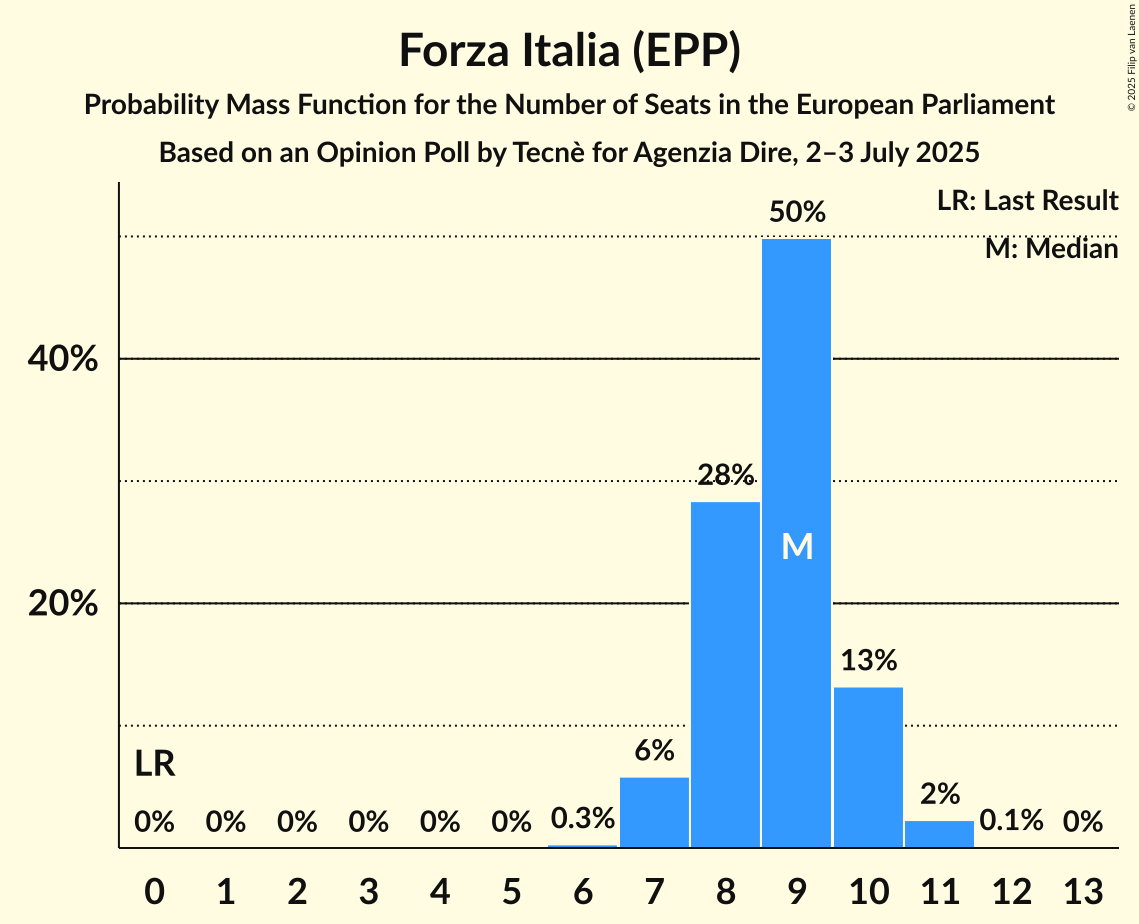 Forza Italia (EPP)
Probability Mass Function for the Number of Seats in the European Parliament
Based on an Opinion Poll by Tecnè for Agenzia Dire, 2–3 July 2025
© 2025 Filip van Laenen
LR: Last Result
M: Median
50%
40%
28%
M
20%
13%
6%
LR
2%
0% 0% 0% 0% 0% 0% 0.3% 0.1% 0%
0 1 2 3 4 5 6 7 8 9 10 11 12 13